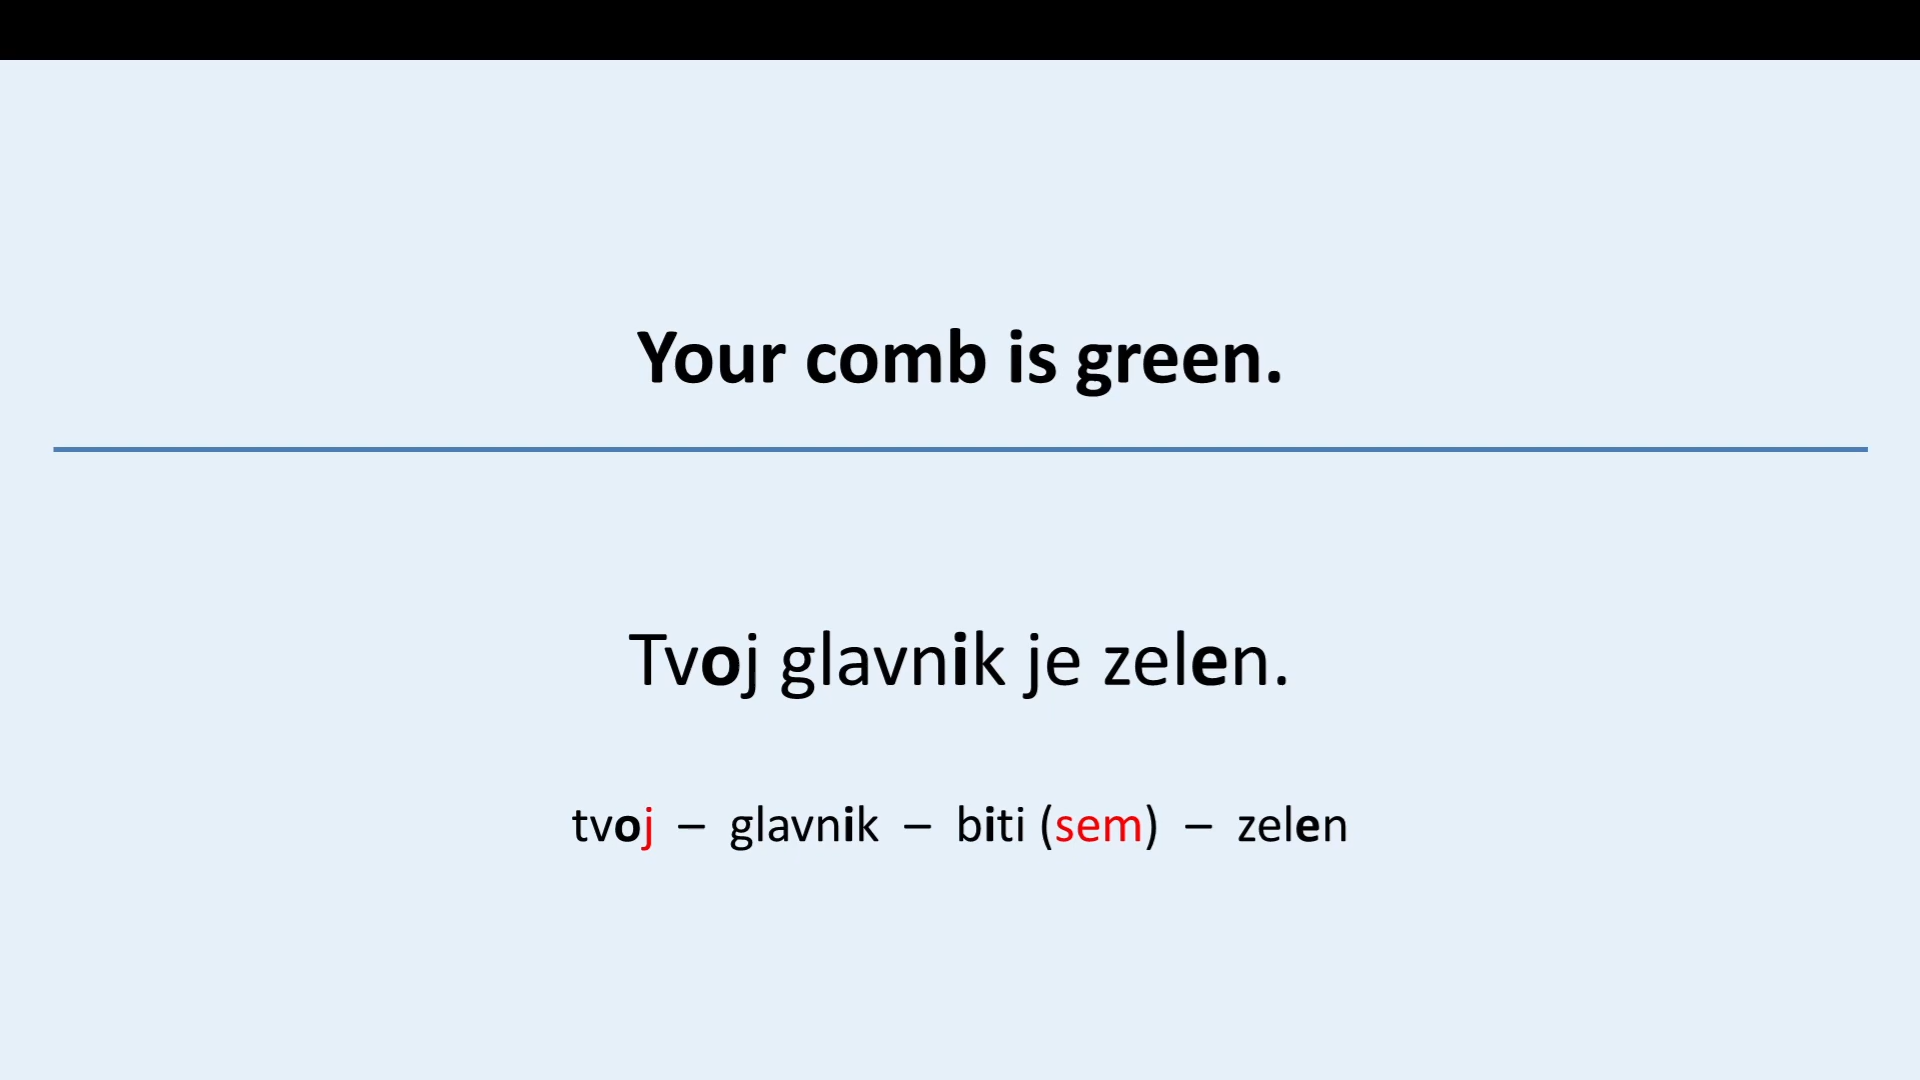 Your comb is green.
Tvoj glavnik je zelen.
tvoj – glavnik – biti (sem) – zelen